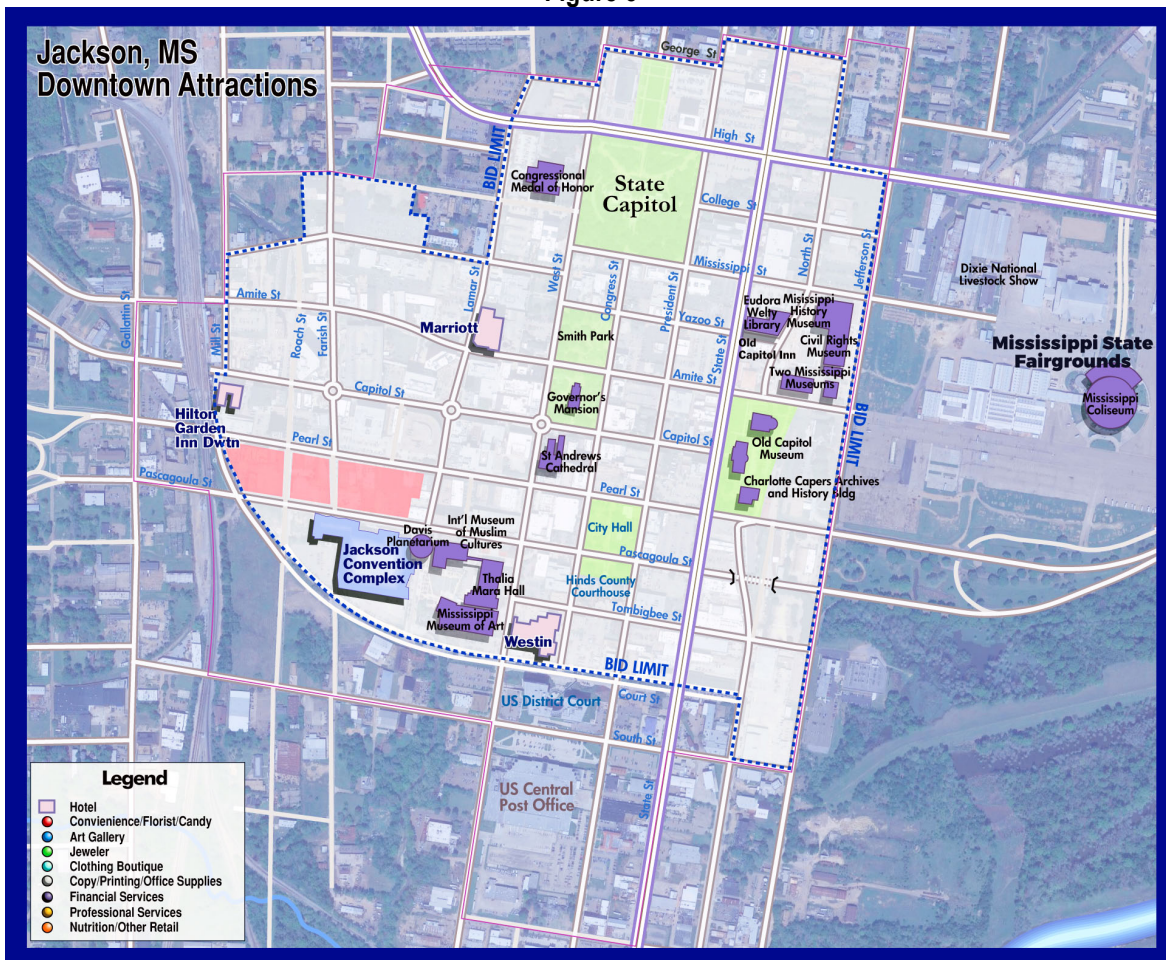 Jackson, MS
Downtown Attractions
George St
High St
BID LIMIT
Congressional
Medal of Honor
State
Capitol
College St
Mississippi St
North St
Jefferson St
Dixie National
Livestock Show
Gallattin St
Amite St
Mill St
Roach St
Farish St
Lamar St
West St
Congress St
President St
Yazoo St
State St
Marriott
Smith Park
Eudora
Welty
Library
Mississippi
History
Museum
Old
Capitol Inn
Civil Rights
Museum
Two Mississippi
Museums
Mississippi State
Fairgrounds
Mississippi
Coliseum
Amite St
Capitol St
Governor's
Mansion
Hilton
Garden
Inn Dwtn
Pearl St
Pascagoula St
St Andrews
Cathedral
Capitol St
Old Capitol
Museum
BID LIMIT
Charlotte Capers Archives
and History Bldg
Pearl St
City Hall
Pascagoula St
Davis
Planetarium
Int'l Museum
of Muslim
Cultures
Jackson
Convention
Complex
Thalia
Mara Hall
Hinds County
Courthouse
Tombigbee St
Mississippi
Museum of Art
Westin
BID LIMIT
US District Court
Court St
South St
US Central
Post Office
State St
Legend
Hotel
Convienience/Florist/Candy
Art Gallery
Jeweler
Clothing Boutique
Copy/Printing/Office Supplies
Financial Services
Professional Services
Nutrition/Other Retail